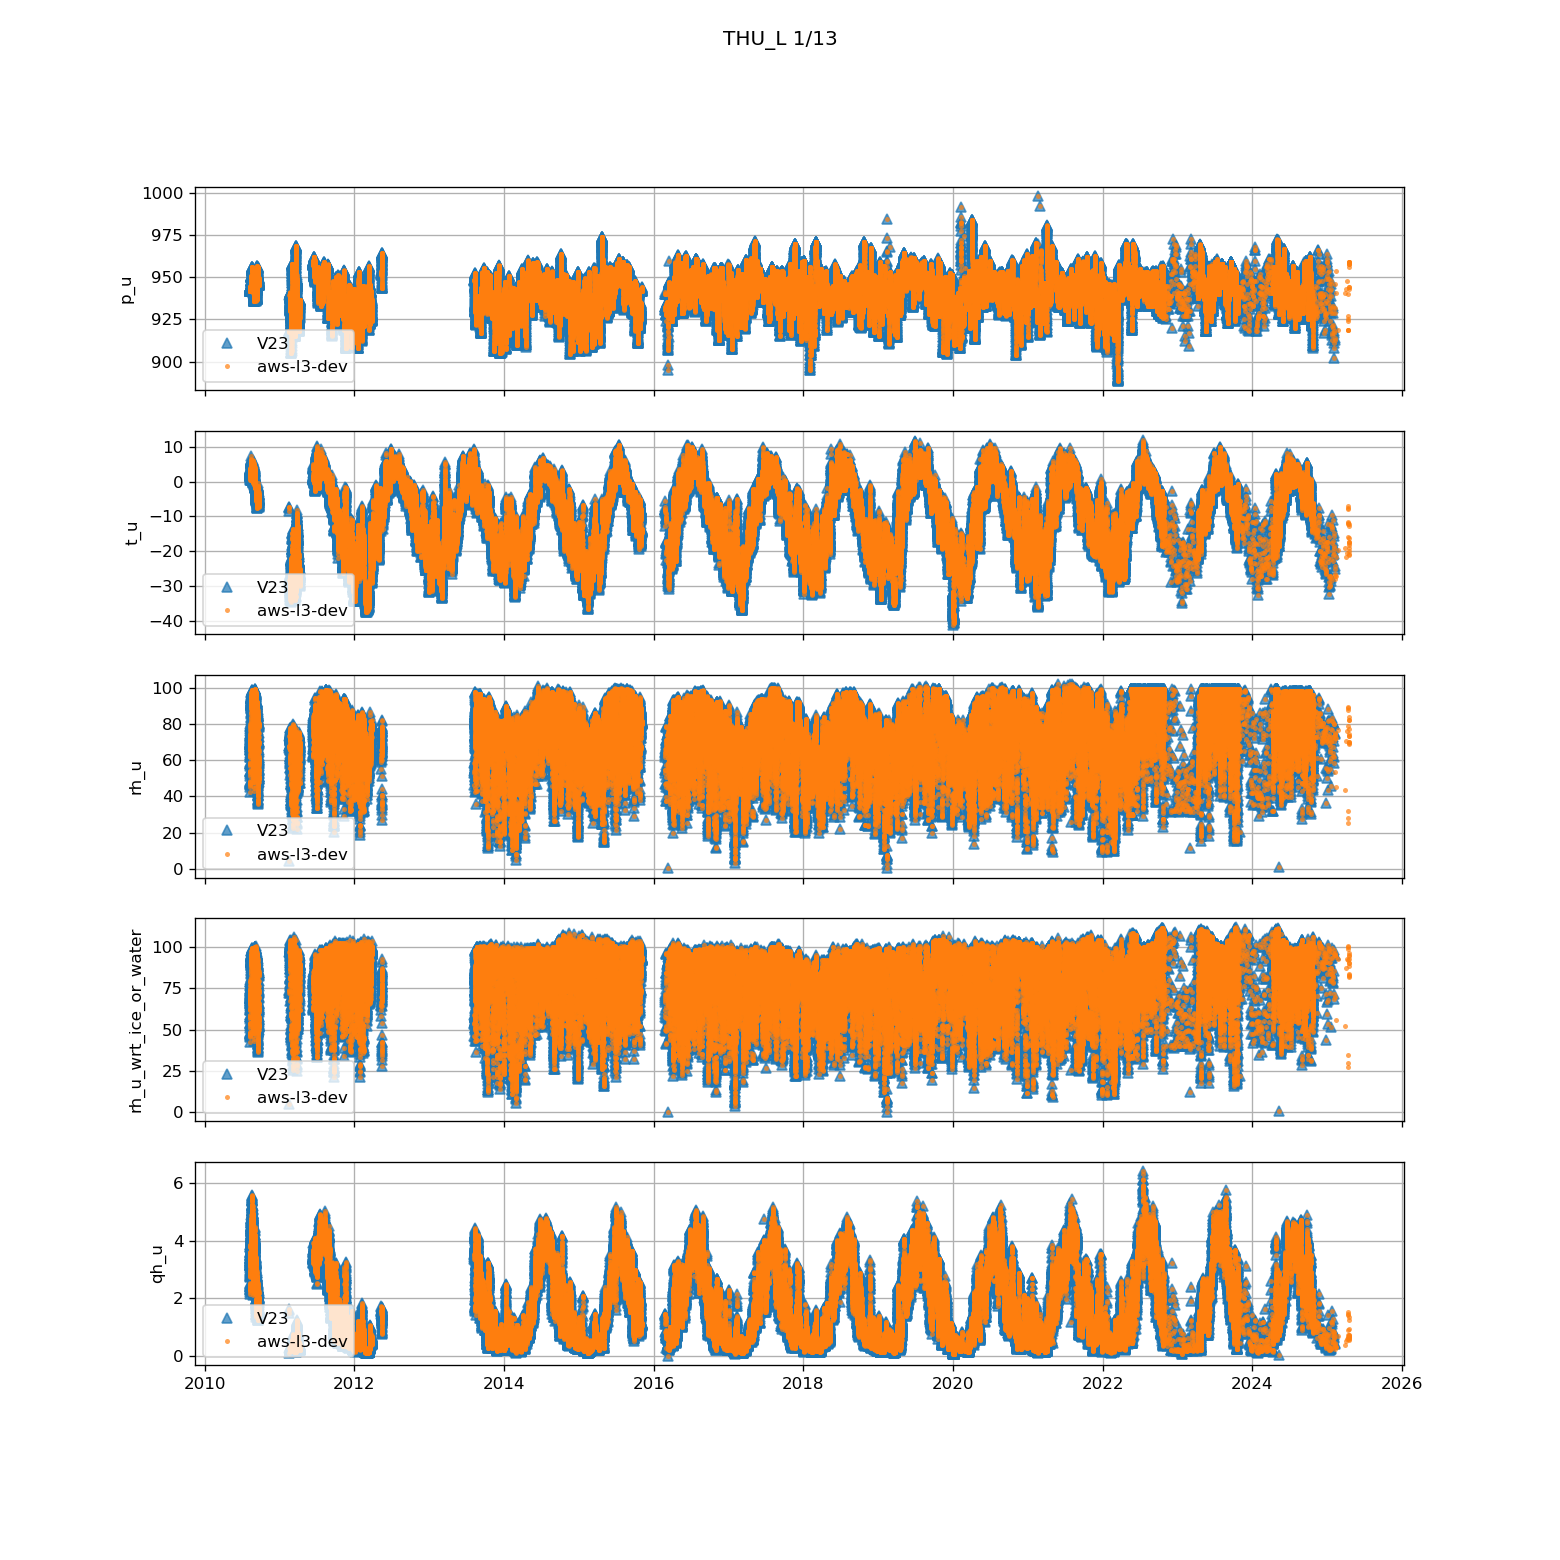 THU_L 1/13
1000
975
950
925
900
p_u
V23
aws-l3-dev
10
0
−10
−20
−30
−40
t_u
V23
aws-l3-dev
100
80
60
40
20
0
rh_u
V23
aws-l3-dev
100
75
50
25
0
rh_u_wrt_ice_or_water
V23
aws-l3-dev
6
4
2
0
qh_u
V23
aws-l3-dev
2010 2012 2014 2016 2018 2020 2022 2024 2026